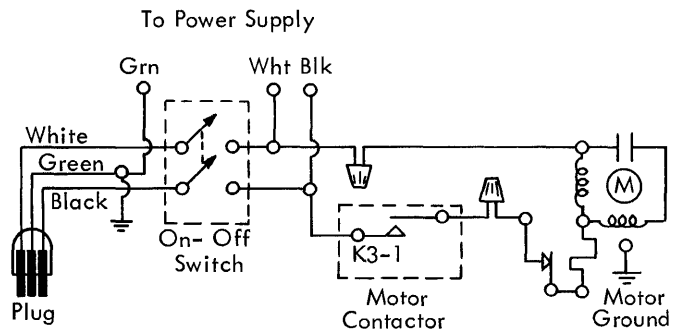 To Power Supply
Grn
Wht Blk
White
Green
Black
On- Off
Switch
Plug
K3-1
Motor
Contactor
M
Motor
Ground